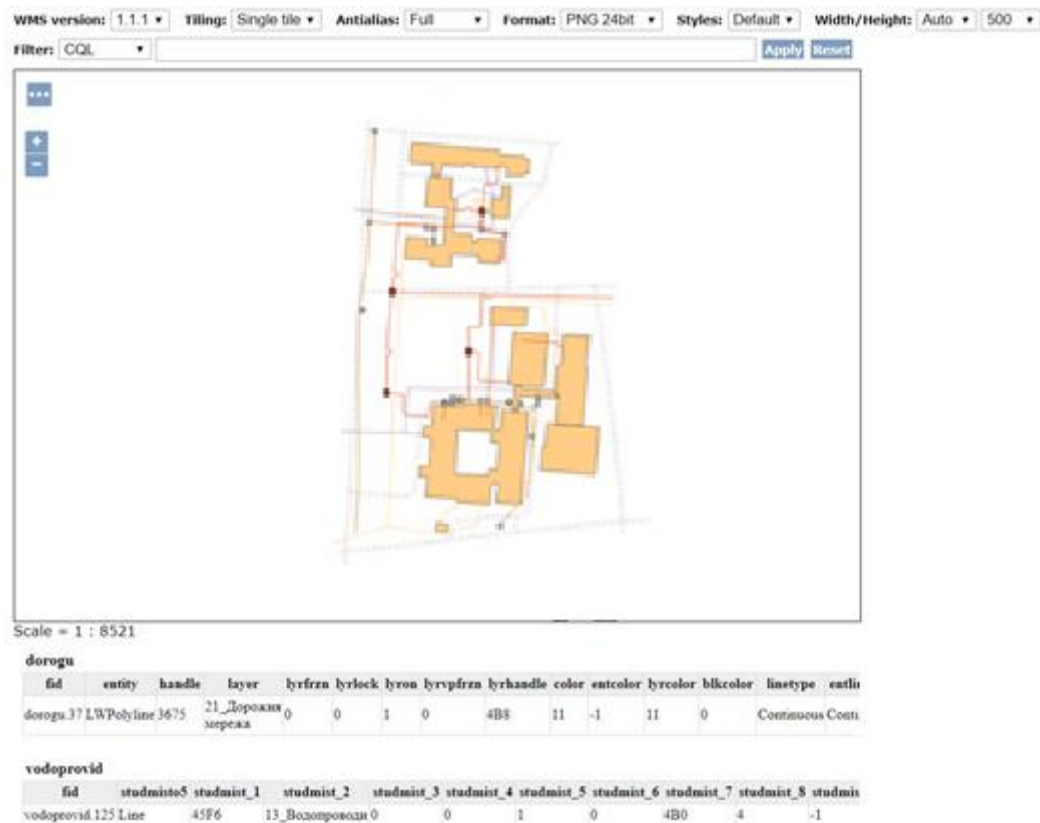 WMS version: 1.1.1 Tiling: Single tile Antialias: Full Format: PNG 24bit Styles: Default Width/Height: Auto 500
Filter: CQL Apply Reset
...
+
−
Scale = 1 : 8521
dorogu
fid entity handle layer lyrfrzn lyrlock lyron lyrvpfrzn lyrhandle color entcolor lyrcolor blkcolor linetype entlin
dorogu.37 LWPolyline 3675 21_Дорожня мережа 0 0 1 0 4B8 11 -1 11 0 Continuous Conti
vodoprovid
fid studmisto5 studmist_1 studmist_2 studmist_3 studmist_4 studmist_5 studmist_6 studmist_7 studmist_8 studmis
vodoprovid.125 Line 45F6 13_Водопроводи 0 0 1 0 4B0 4 -1